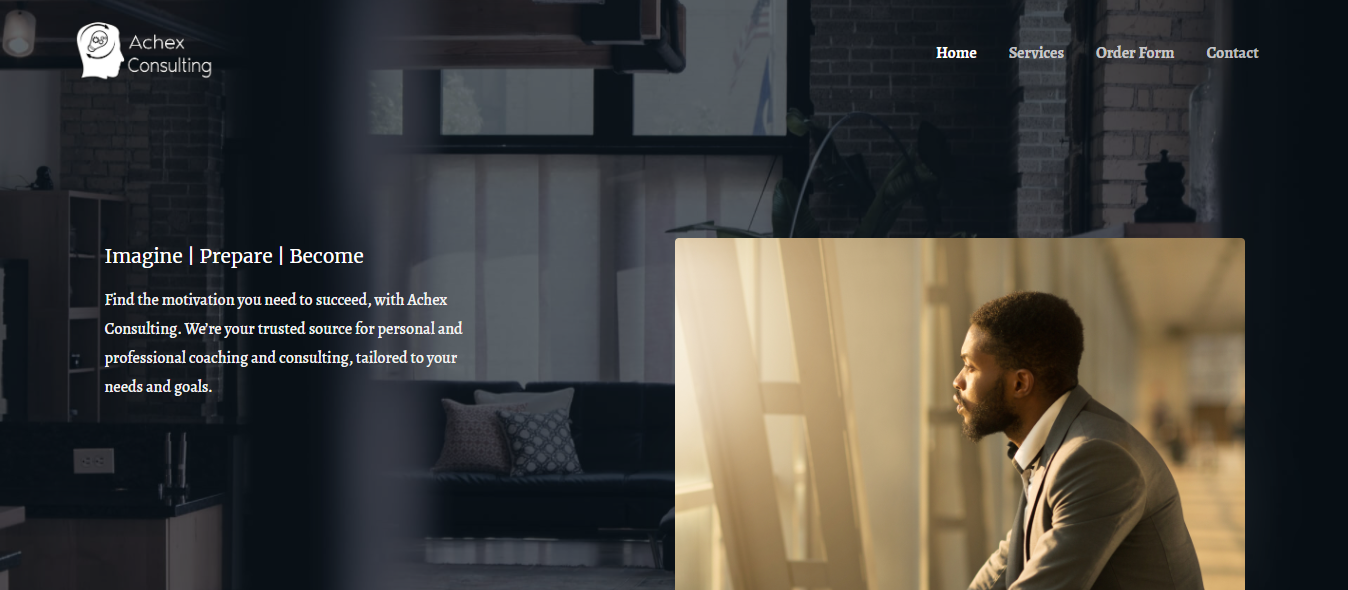 Achex
Consulting
Home Services Order Form Contact
Imagine | Prepare | Become
Find the motivation you need to succeed, with Achex
Consulting. We're your trusted source for personal and
professional coaching and consulting, tailored to your
needs and goals.